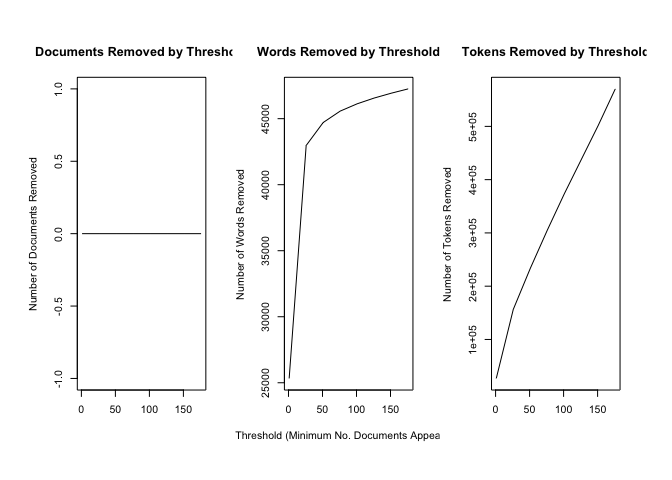 Documents Removed by Thresho
Number of Documents Removed
1.0
0.5
0.0
-0.5
-1.0
0 50 100 150
Words Removed by Threshold
Number of Words Removed
45000
40000
35000
30000
25000
0 50 100 150
Threshold (Minimum No. Documents Appea
Tokens Removed by Threshold
Number of Tokens Removed
5e+05
4e+05
3e+05
2e+05
1e+05
0 50 100 150